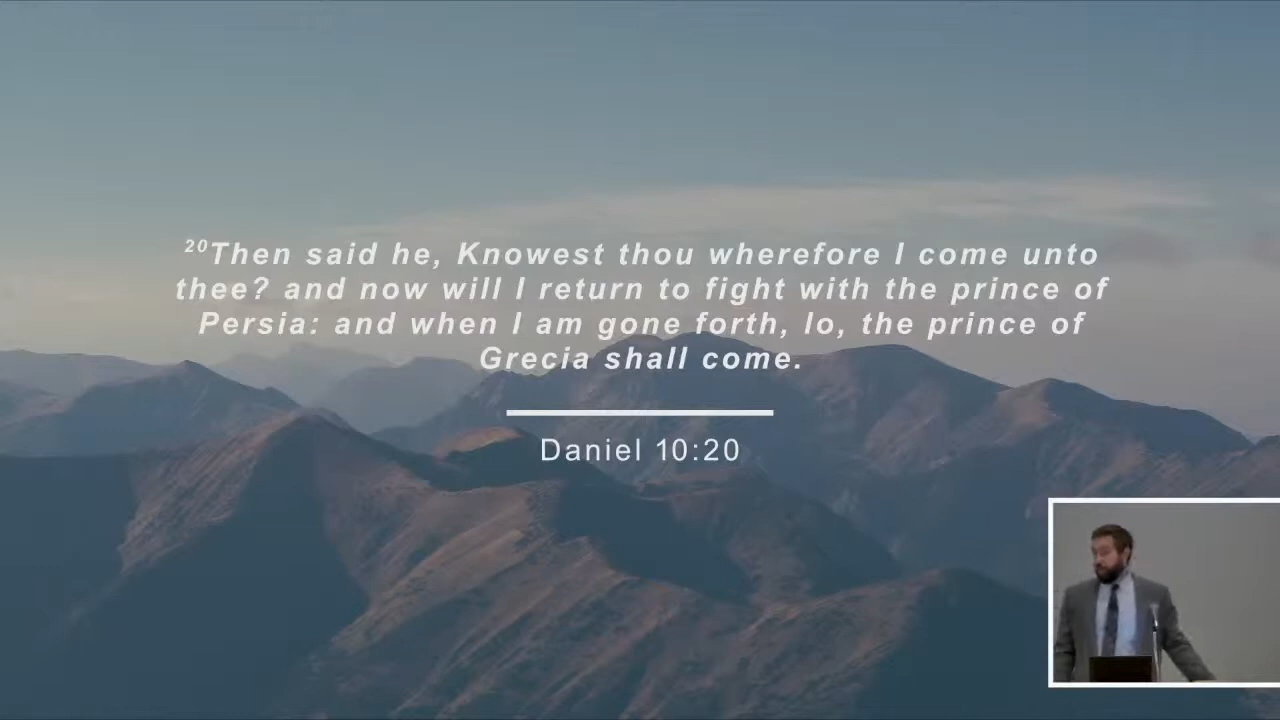 ²⁰Then said he, Knowest thou wherefore I come unto
thee? and now will I return to fight with the prince of
Persia: and when I am gone forth, lo, the prince of
Grecia shall come.
Daniel 10:20